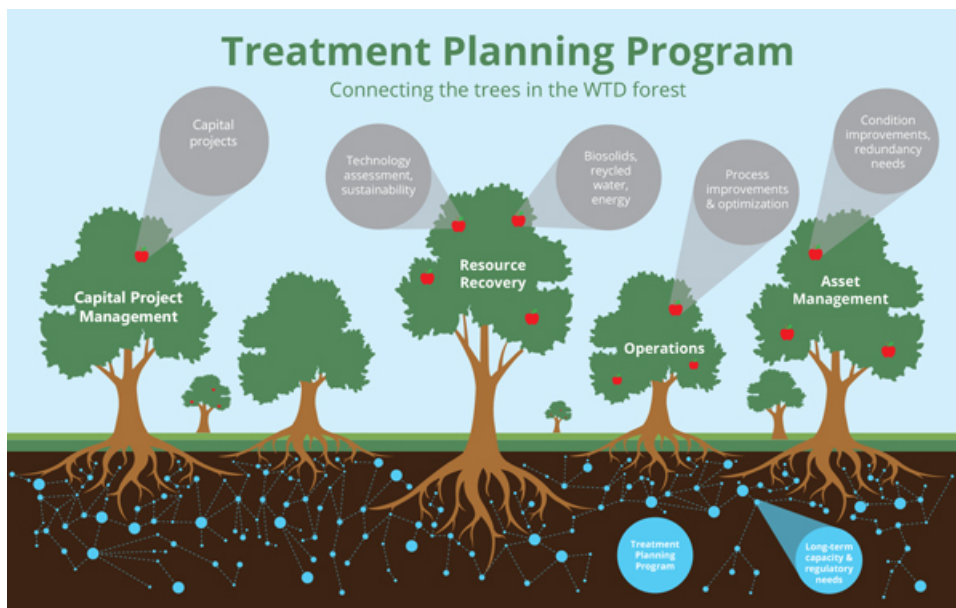 Treatment Planning Program
Connecting the trees in the WTD forest
Capital
projects
Technology
assessment,
sustainability
Biosolids,
reycled
water,
energy
Process
improvements
& optimization
Condition
improvements,
redundancy
needs
Capital Project
Management
Resource
Recovery
Operations
Asset
Management
Treatment
Planning
Program
Long-term
capacity &
regulatory
needs